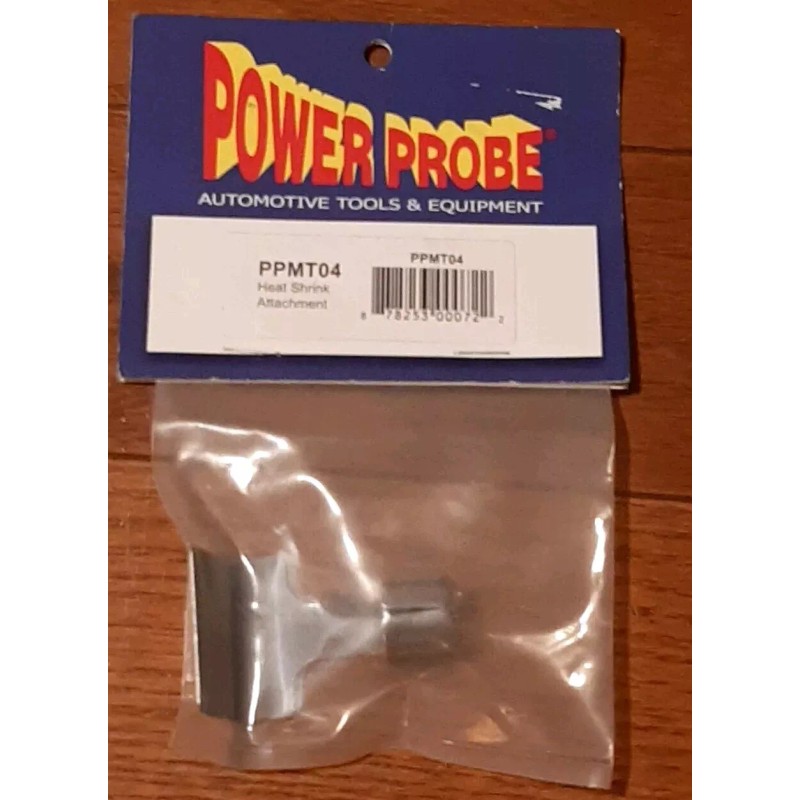 POWER PROBE®
AUTOMOTIVE TOOLS & EQUIPMENT
PPMT04
Heat Shrink
Attachment
PPMT04
8 78253 00072 2